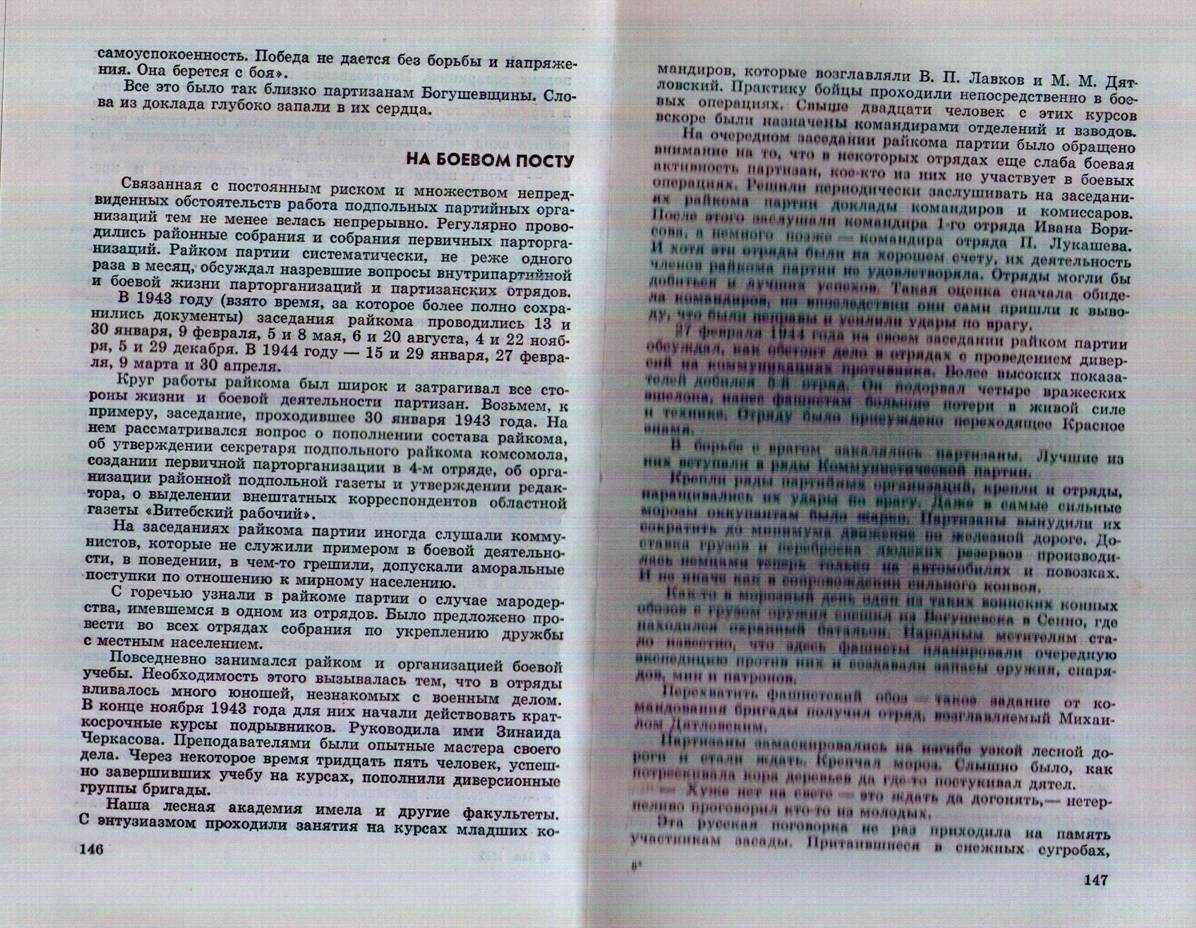 самоуспокоенность. Победа не дается без борьбы и напряже-
ния. Она берется с боя».
Все это было так близко партизанам Богушевщины. Сло-
ва из доклада глубоко запали в их сердца.
НА БОЕВОМ ПОСТУ
Связанная с постоянным риском и множеством непред-
виденных обстоятельств работа подпольных партийных орга-
низаций тем не менее велась непрерывно. Регулярно прово-
дились районные собрания и собрания первичных парторга-
низаций. Райком партии систематически, не реже одного
раза в месяц, обсуждал назревшие вопросы внутрипартийной
и боевой жизни парторганизаций и партизанских отрядов.
В 1943 году (взято время, за которое более полно сохра-
нились документы) заседания райкома проводились 13 и
30 января, 9 февраля, 5 и 8 мая, 6 и 20 августа, 4 и 22 нояб-
ря, 5 и 29 декабря. В 1944 году — 15 и 29 января, 27 февра-
ля, 9 марта и 30 апреля.
Круг работы райкома был широк и затрагивал все сто-
роны жизни и боевой деятельности партизан. Возьмем, к
примеру, заседание, проходившее 30 января 1943 года. На
нем рассматривался вопрос о пополнении состава райкома,
об утверждении секретаря подпольного райкома комсомола,
создании первичной парторганизации в 4-м отряде, об орга-
низации районной подпольной газеты и утверждении редак-
тора, о выделении внештатных корреспондентов областной
газеты «Витебский рабочий».
На заседаниях райкома партии иногда слушали комму-
нистов, которые не служили примером в боевой деятельно-
сти, в поведении, в чем-то грешили, допускали аморальные
поступки по отношению к мирному населению.
С горечью узнали в райкоме партии о случае мародер-
ства, имевшемся в одном из отрядов. Было предложено про-
вести во всех отрядах собрания по укреплению дружбы
с местным населением.
Повседневно занимался райком и организацией боевой
учебы. Необходимость этого вызывалась тем, что в отряды
вливалось много юношей, незнакомых с военным делом.
В конце ноября 1943 года для них начали действовать крат-
косрочные курсы подрывников. Руководила ими Зинаида
Черкасова. Преподавателями были опытные мастера своего
дела. Через некоторое время тридцать пять человек, успеш-
но завершивших учебу на курсах, пополнили диверсионные
группы бригады.
Наша лесная академия имела и другие факультеты.
С энтузиазмом проходили занятия на курсах младших ко-
146
мандиров, которые возглавляли В. П. Лавков и М. М. Дят-
ловский. Практику бойцы проходили непосредственно в бое-
вых операциях. Свыше двадцати человек с этих курсов
вскоре были назначены командирами отделений и взводов.
На очередном заседании райкома партии было обращено
внимание на то, что в некоторых отрядах еще слаба боевая
активность партизан, кое-кто из них не участвует в боевых
операциях. Решили периодически заслушивать на заседани-
ях райкома партии доклады командиров и комиссаров.
После этого заслушали командира 1-го отряда Ивана Бори-
сова, а немного позже — командира отряда П. Лукашева.
И хотя эти отряды были на хорошем счету, их деятельность
членов райкома партии не удовлетворила. Отряды могли бы
добиться и лучших успехов. Такая оценка сначала обиде-
ла командиров, но впоследствии они сами пришли к выво-
ду, что были неправы и усилили удары по врагу.
27 февраля 1944 года на своем заседании райком партии
обсуждал, как обстоит дело в отрядах с проведением дивер-
сий на коммуникациях противника. Более высоких показа-
телей добился отряд. Он подорвал четыре вражеских
эшелона, нанес фашистам большие потери в живой силе
и технике. Отряду было присуждено переходящее Красное
знамя.
В борьбе с врагом закалялись партизаны. Лучшие из
них вступали в ряды Коммунистической партии.
Крепли ряды партийных организаций, крепли и отряды,
наращивались их удары по врагу. Даже в самые сильные
морозы оккупантам было жарко. Партизаны вынудили их
сократить до минимума движение по железной дороге. До-
ставка грузов и переброска людских резервов производи-
лась немцами теперь только на автомобилях и повозках.
И не иначе как в сопровождении сильного конвоя.
Как-то в морозный день один из таких воинских конных
обозов с грузом оружия спешил из Богушевска в Сенно, где
находился охранный батальон. Народным мстителям ста-
ло известно, что здесь фашисты планировали очередную
экспедицию против них и создавали запасы оружия, снаря-
дов, мин и патронов.
Перехватить фашистский обоз — такое задание от ко-
мандования бригады получил отряд, возглавляемый Михаи-
лом Дятловским.
Партизаны замаскировались на изгибе узкой лесной до-
роги и стали ждать. Крепчал мороз. Слышно было, как
потрескивала кора деревьев да где-то постукивал дятел.
— Хуже нет на свете — это ждать да догонять,— нетер-
пеливо проговорил кто-то из молодых.
Эта русская поговорка не раз приходила на память
участникам засады. Притаившиеся в снежных сугробах,
6*
147